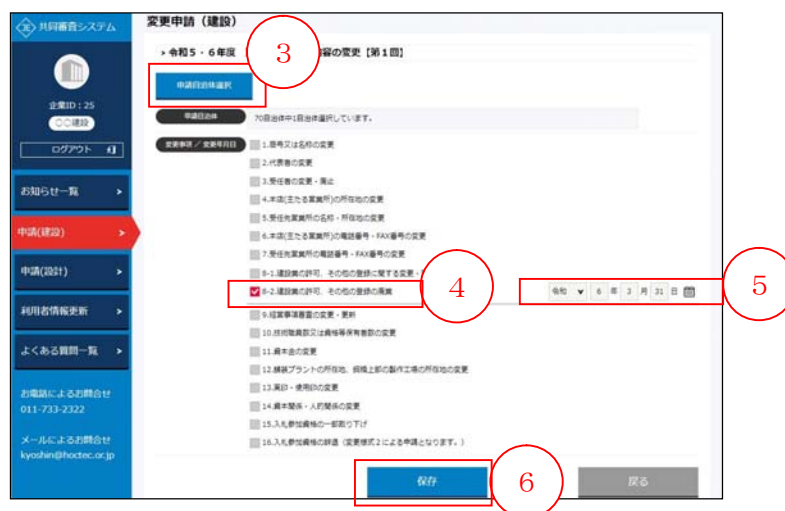 共同審査システム
変更申請（建設）
› 令和5・6年度
容の変更【第1回】
③
申請自治体選択
企業ID：25
〇〇建設
ログアウト
申請自治体
70自治体中1自治体選択しています。
変更事項 / 変更年月日
1.商号又は名称の変更
2.代表者の変更
3.受任者の変更・廃止
4.本店(主たる営業所)の所在地の変更
5.受任先営業所の名称・所在地の変更
6.本店(主たる営業所)の電話番号・FAX番号の変更
7.受任先営業所の電話番号・FAX番号の変更
8-1.建設業の許可、その他の登録に関する変更・
8-2.建設業の許可、その他の登録の廃業
④
令和 ▼ 6 年 3 月 31 日
⑤
9.経営事項審査の変更・更新
10.技術職員数又は資格等保有者数の変更
11.資本金の変更
12.舗装プラントの所在地、橋梁上部の製作工場の所在地の変更
13.実印・使用印の変更
14.資本関係・人的関係の変更
15.入札参加資格の一部取り下げ
16.入札参加資格の辞退（変更様式2による申請となります。）
お知らせ一覧 ›
申請(建設) ›
申請(設計) ›
利用者情報更新 ›
よくある質問一覧 ›
お電話によるお問合せ
011-733-2322
メールによるお問合せ
kyoshin@hoctec.or.jp
保存
⑥
戻る